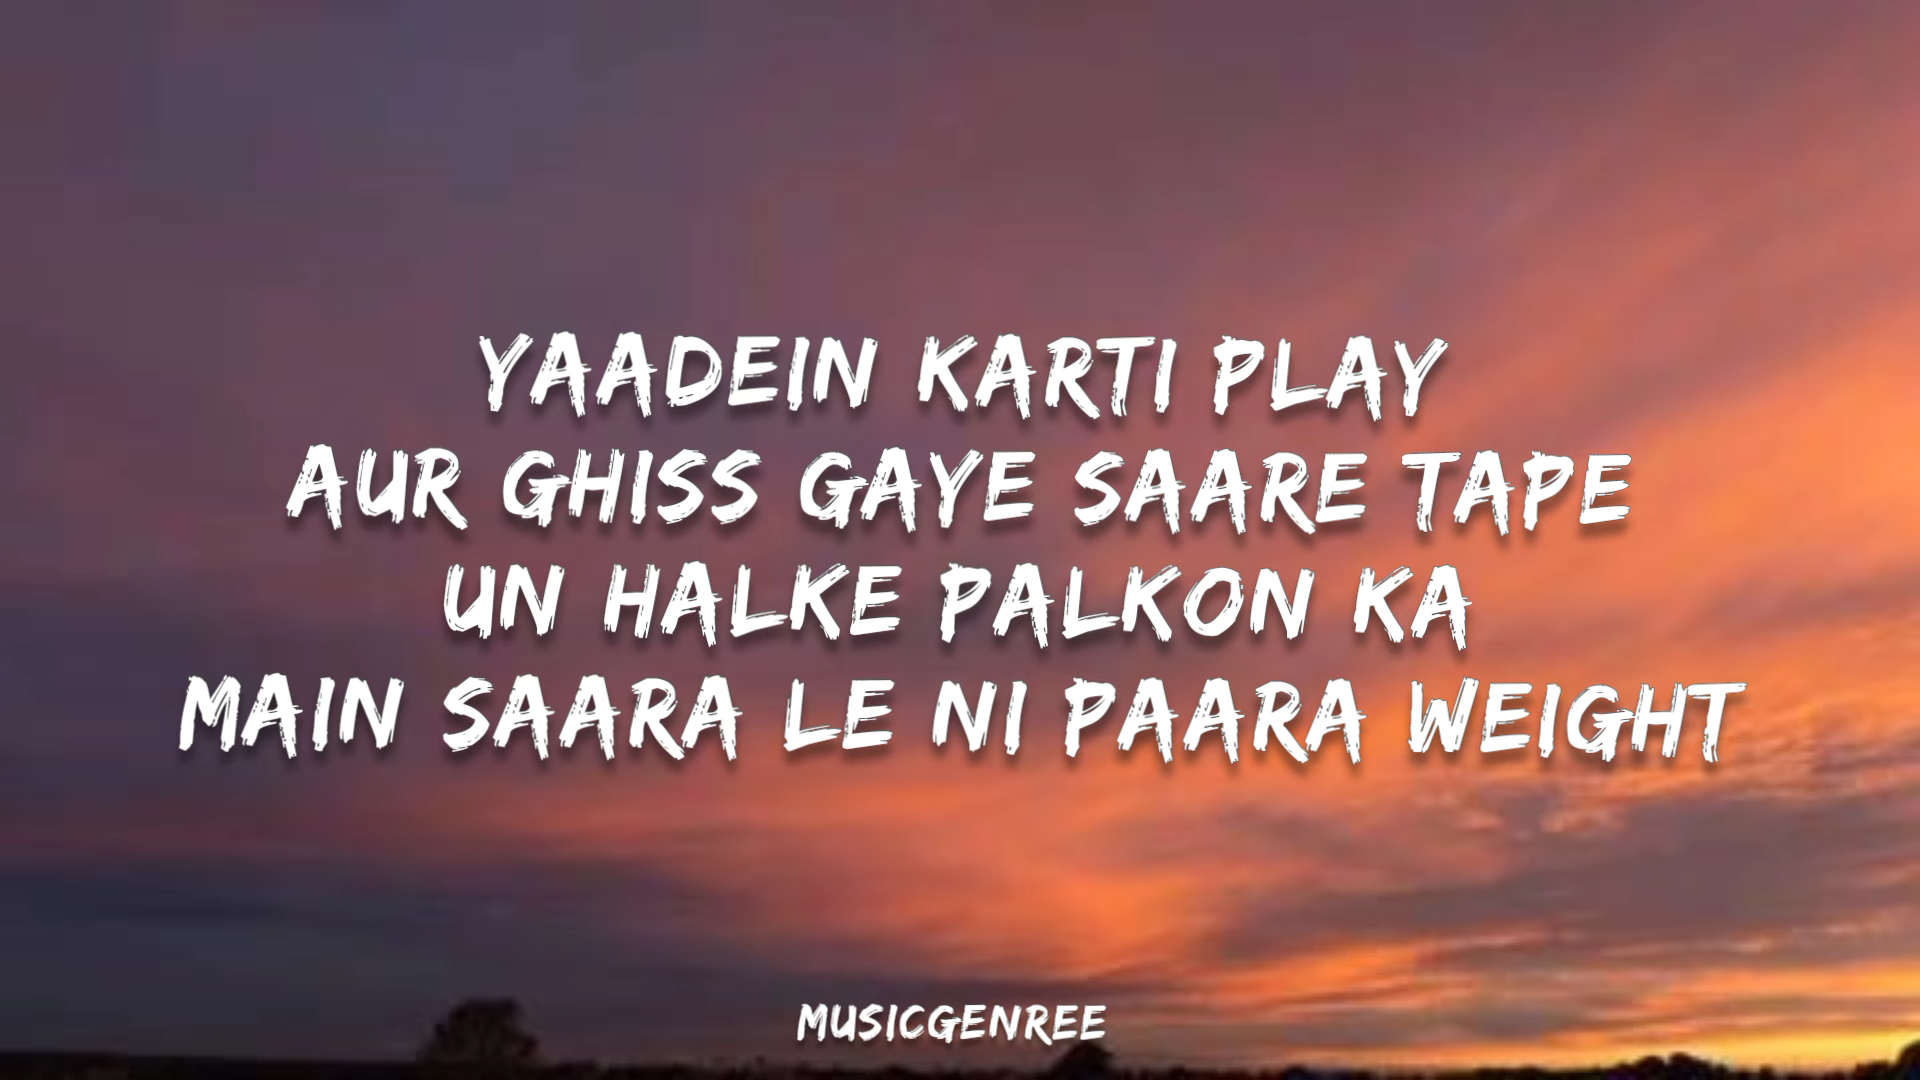 YAADEIN KARTI PLAY
AUR GHISS GAYE SAARE TAPE
UN HALKE PALKON KA
MAIN SAARA LE NI PAARA WEIGHT
MUSICGENREE